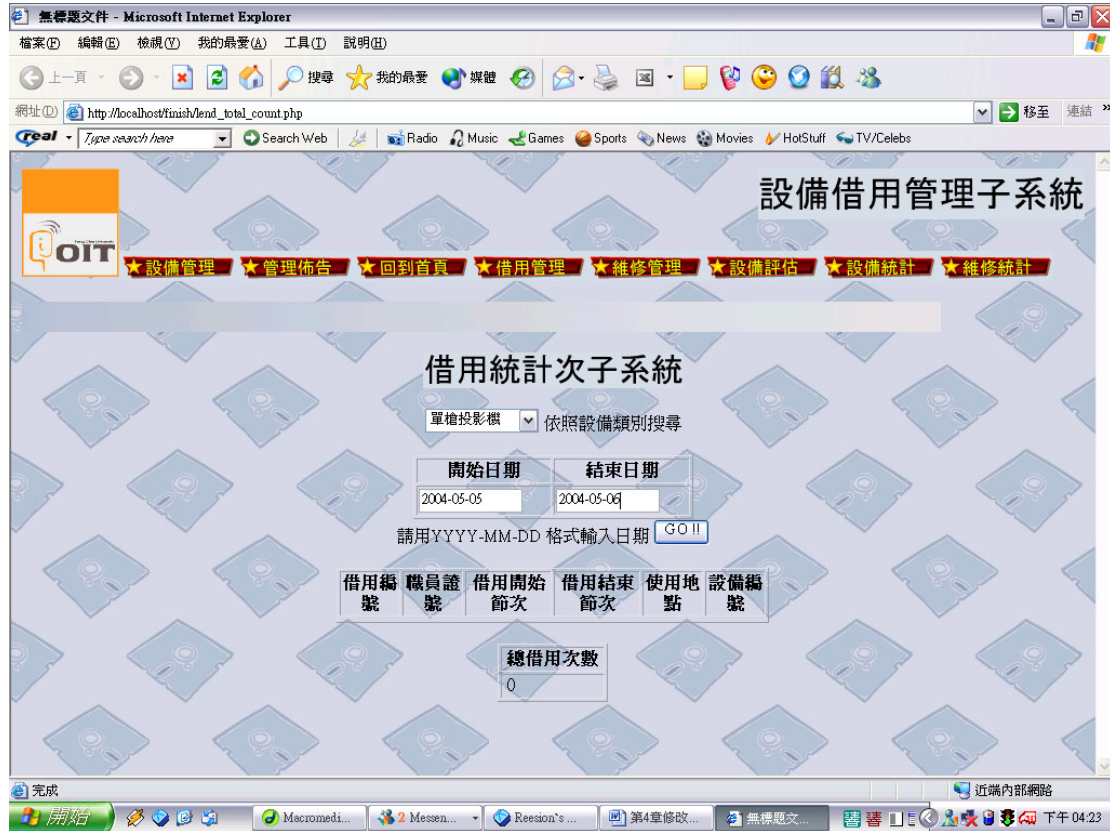 無標題文件 - Microsoft Internet Explorer
檔案(F) 編輯(E) 檢視(V) 我的最愛(A) 工具(T) 說明(H)
上一頁 搜尋 我的最愛 媒體
網址(D) http://localhost/finish/lend_total_count.php 移至 連結 »
real Type search here Search Web Radio Music Games Sports News Movies HotStuff TV/Celebs
設備借用管理子系統
OIT
設備管理 管理佈告 回到首頁 借用管理 維修管理 設備評估 設備統計 維修統計
借用統計次子系統
單槍投影機 依照設備類別搜尋
開始日期 結束日期
2004-05-05 2004-05-06
請用YYYY-MM-DD 格式輸入日期 GO !!
借用編 職員證 借用開始 借用結束 使用地 設備編
號 號 節次 節次 點 號
總借用次數
0
完成 近端內部網路
開始 Macromedi... 2 Messen... Reesion's ... 第4章修改... 無標題文... 下午 04:23